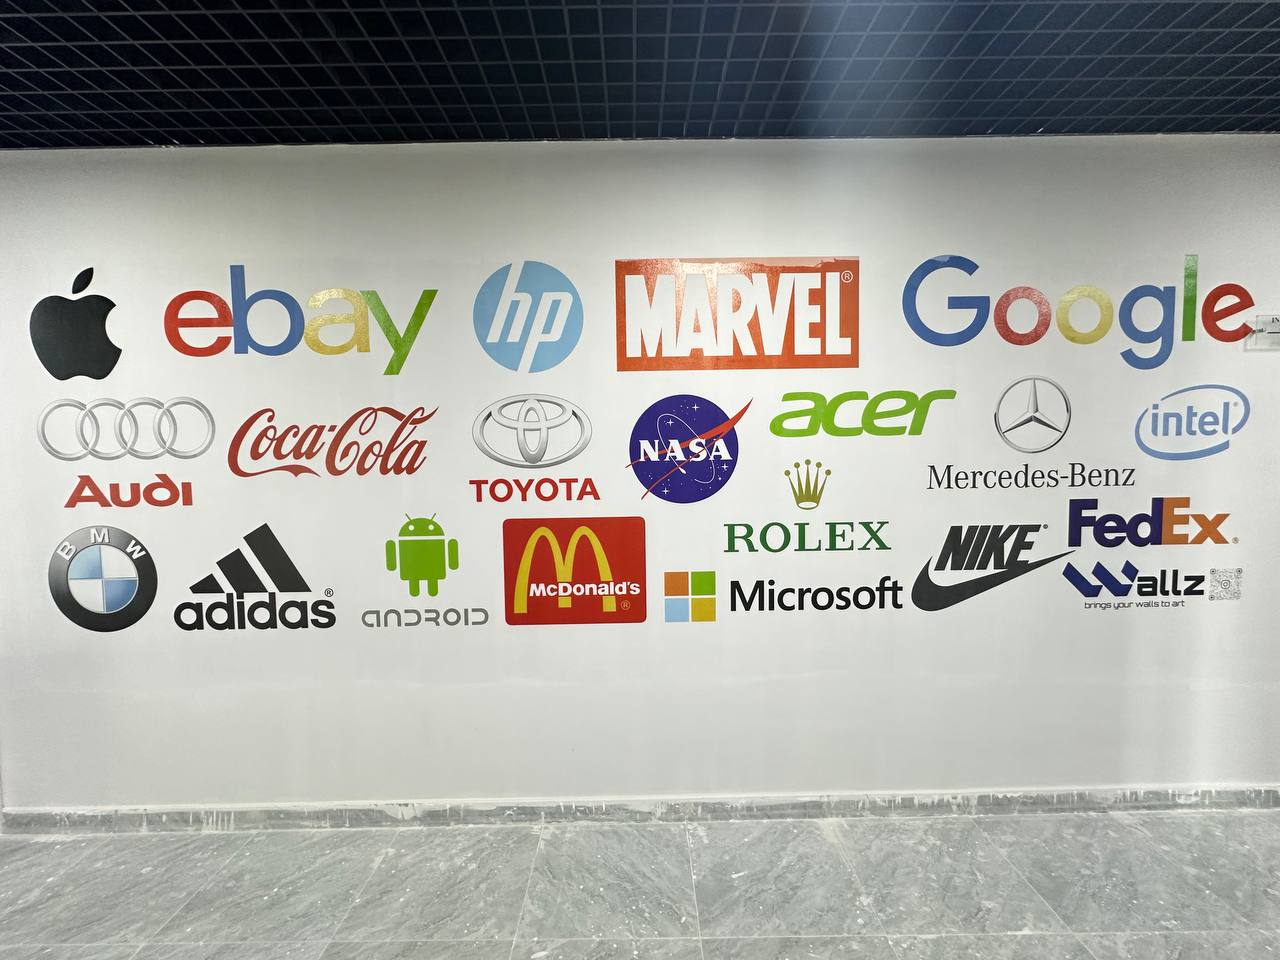 ebay
hp
MARVEL ®
Google
IN
Audi
Coca-Cola
TOYOTA
NASA
acer
Mercedes-Benz
intel
BMW
adidas ®
ANDROID
McDonald's ®
ROLEX
Microsoft
NIKE
FedEx ®
Wallz
brings your walls to art